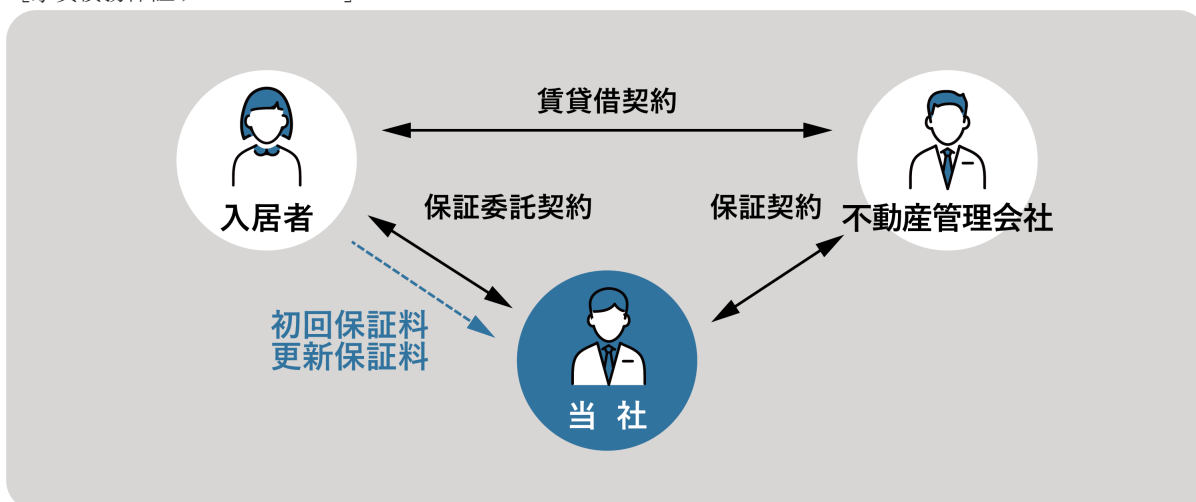 賃貸借契約
入居者
保証委託契約
保証契約
不動産管理会社
初回保証料
更新保証料
当 社